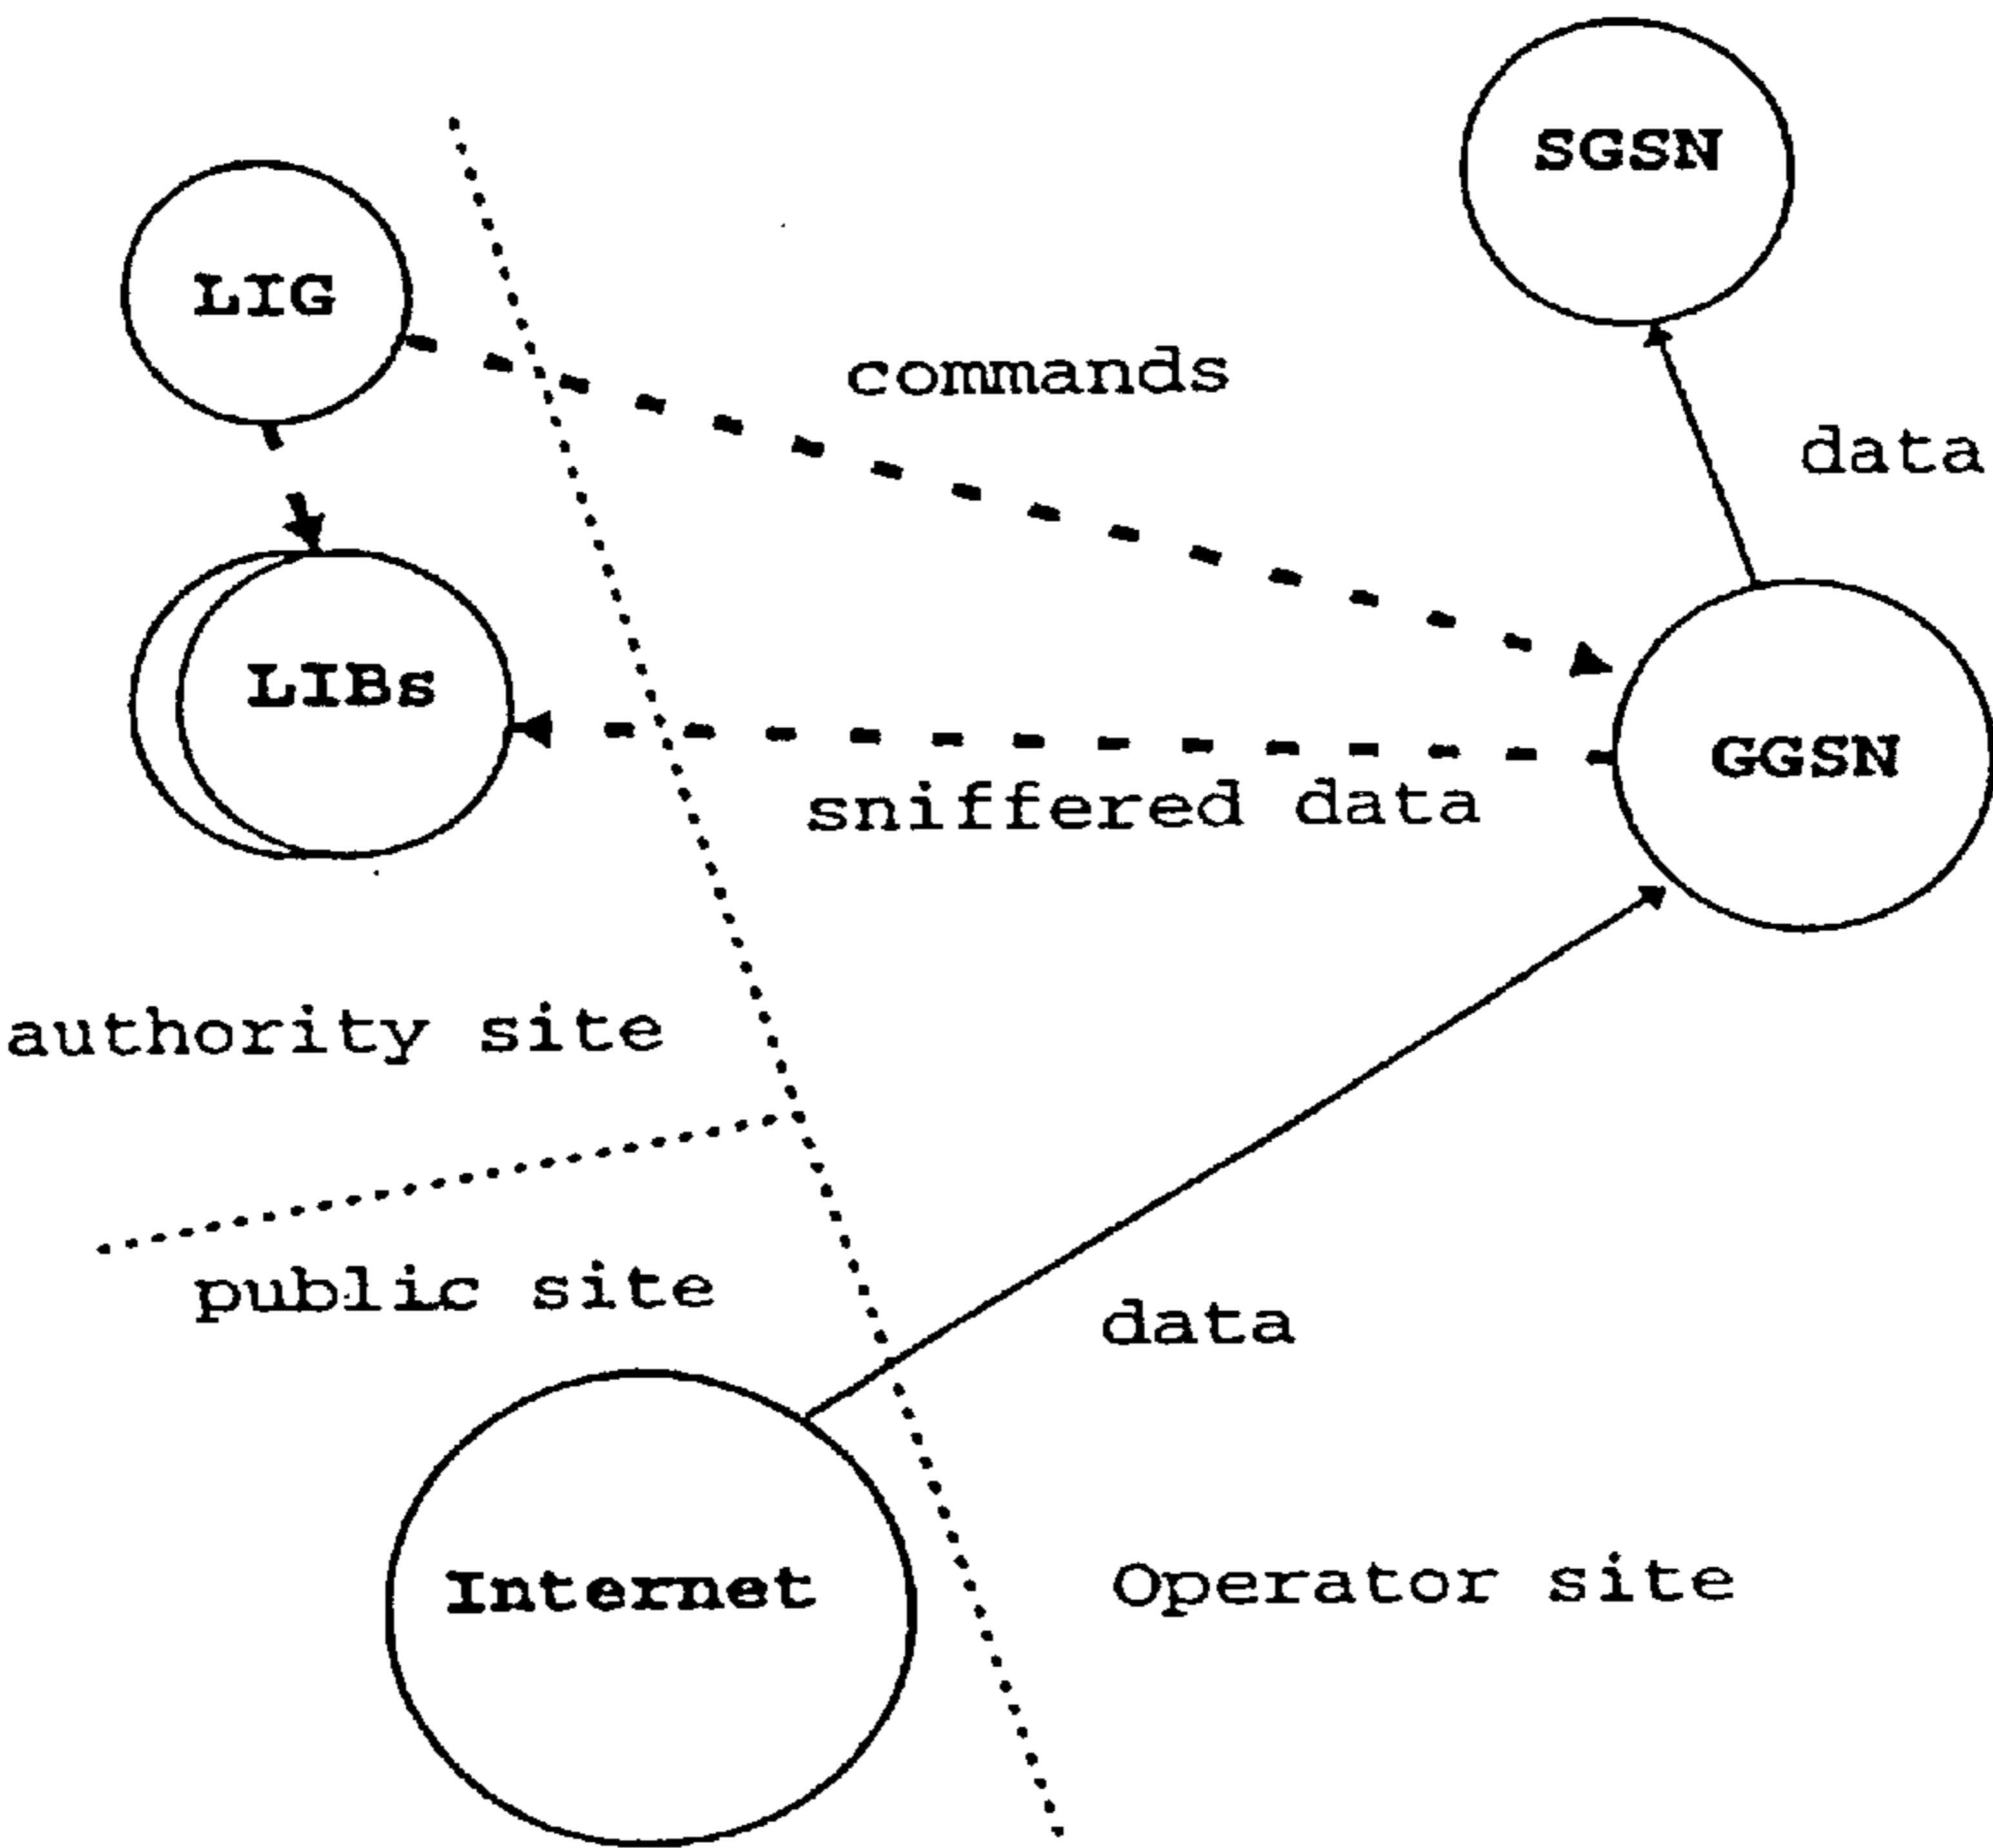 SGSN
LIG
commands
data
LIBs
GGSN
sniffered data
authority site
public site
data
Internet
Operator site